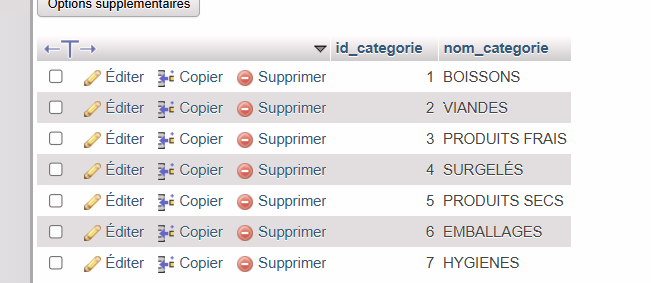 Options supplémentaires
id_categorie nom_categorie
Éditer Copier Supprimer 1 BOISSONS
Éditer Copier Supprimer 2 VIANDES
Éditer Copier Supprimer 3 PRODUITS FRAIS
Éditer Copier Supprimer 4 SURGELÉS
Éditer Copier Supprimer 5 PRODUITS SECS
Éditer Copier Supprimer 6 EMBALLAGES
Éditer Copier Supprimer 7 HYGIENES